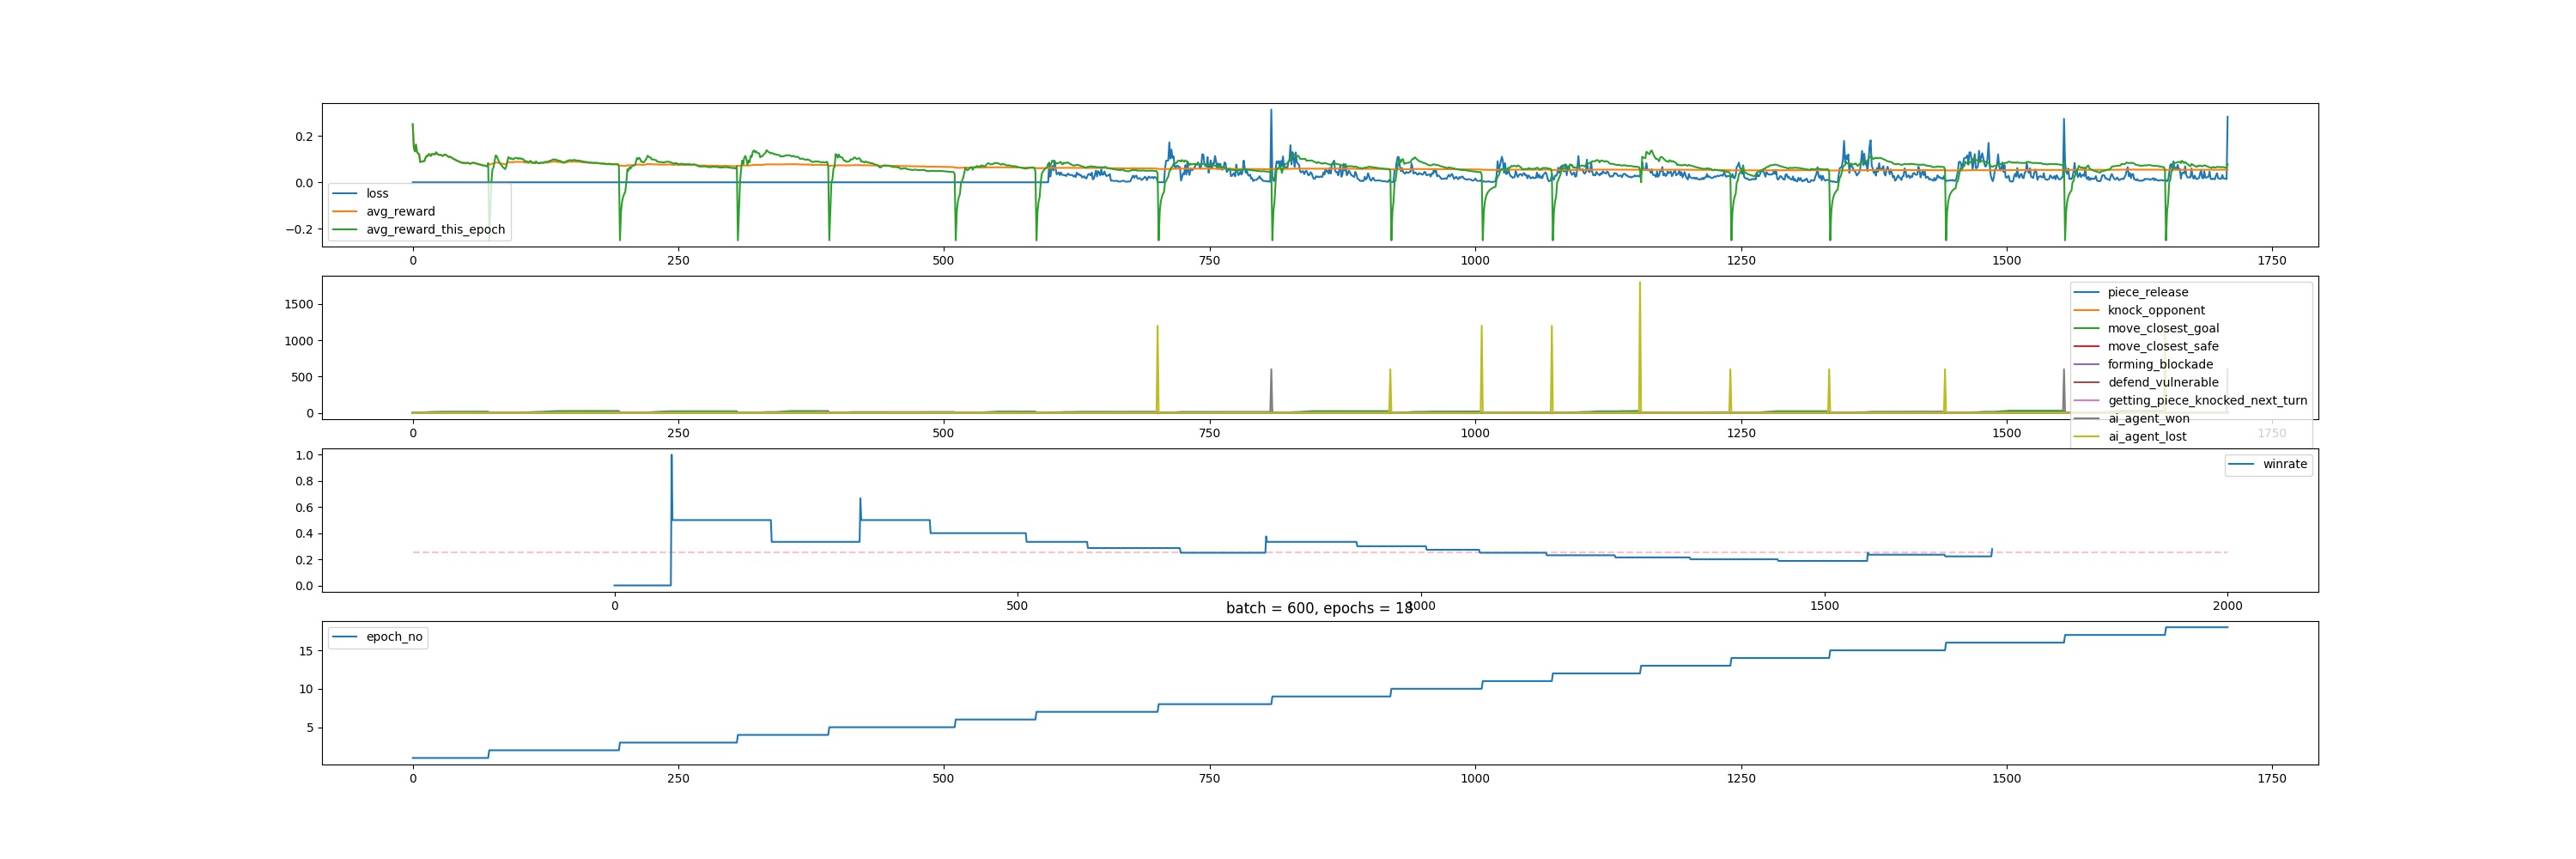 0.2
0.0
−0.2
loss
avg_reward
avg_reward_this_epoch
0 250 500 750 1000 1250 1500 1750
1500
1000
500
0
piece_release
knock_opponent
move_closest_goal
move_closest_safe
forming_blockade
defend_vulnerable
getting_piece_knocked_next_turn
ai_agent_won
ai_agent_lost
0 250 500 750 1000 1250 1500 1750
1.0
0.8
0.6
0.4
0.2
0.0
winrate
0 500 1000 1500 2000
batch = 600, epochs = 18
epoch_no
15
10
5
0 250 500 750 1000 1250 1500 1750